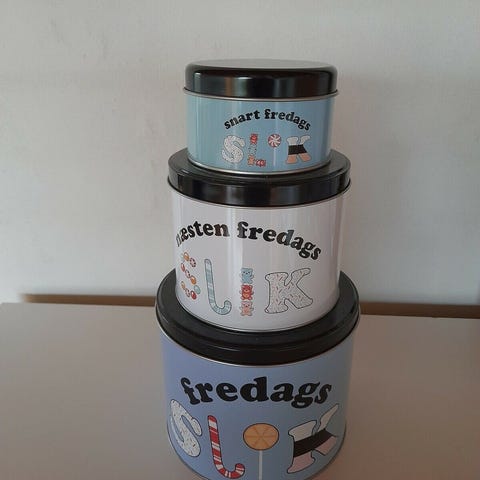 snart fredags
SLIK
næsten fredags
SLIK
fredags
SLIK